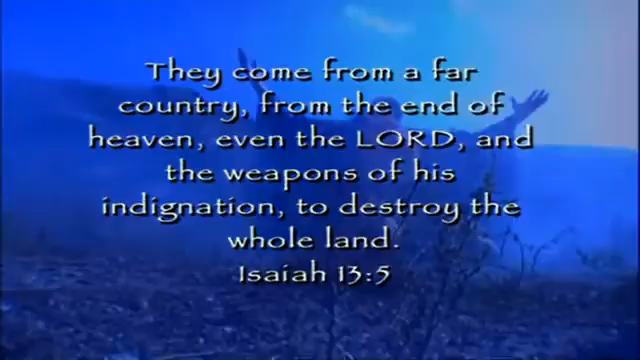 They come from a far
country, from the end of
heaven, even the LORD, and
the weapons of his
indignation, to destroy the
whole land.
Isaiah 13:5